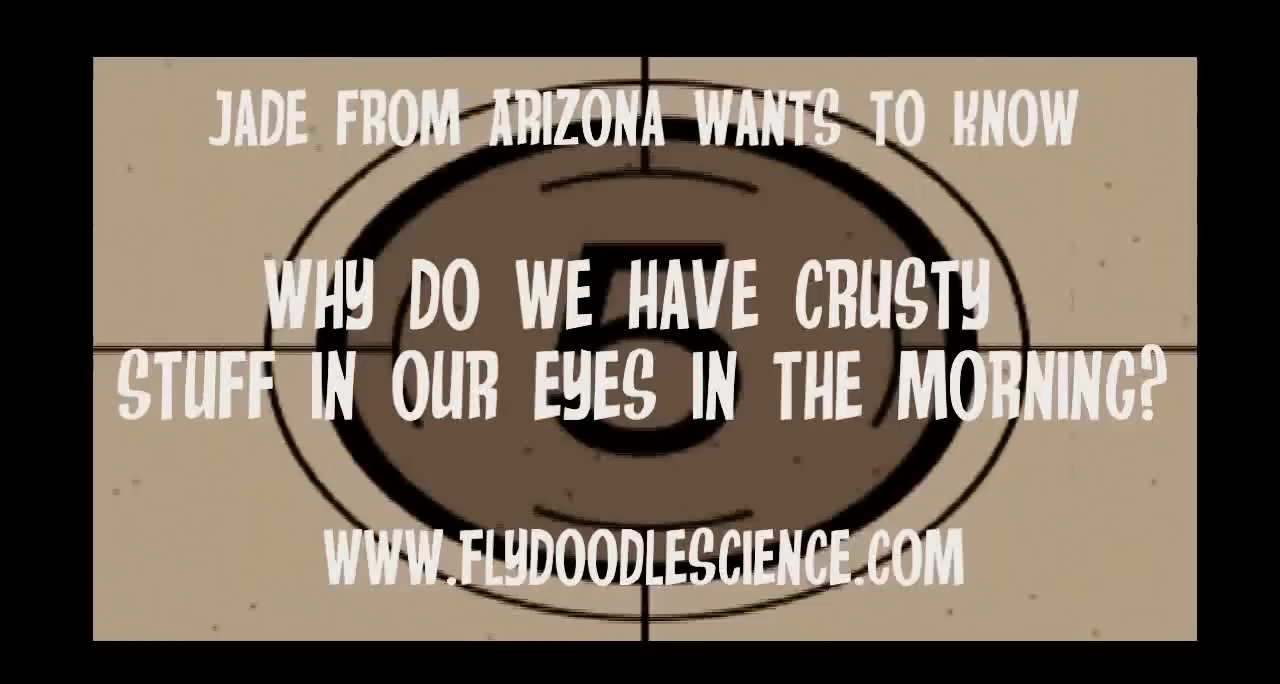 JADE FROM ARIZONA WANTS TO KNOW
5
WHY DO WE HAVE CRUSTY
STUFF IN OUR EYES IN THE MORNING?
WWW.FLYDOODLESCIENCE.COM